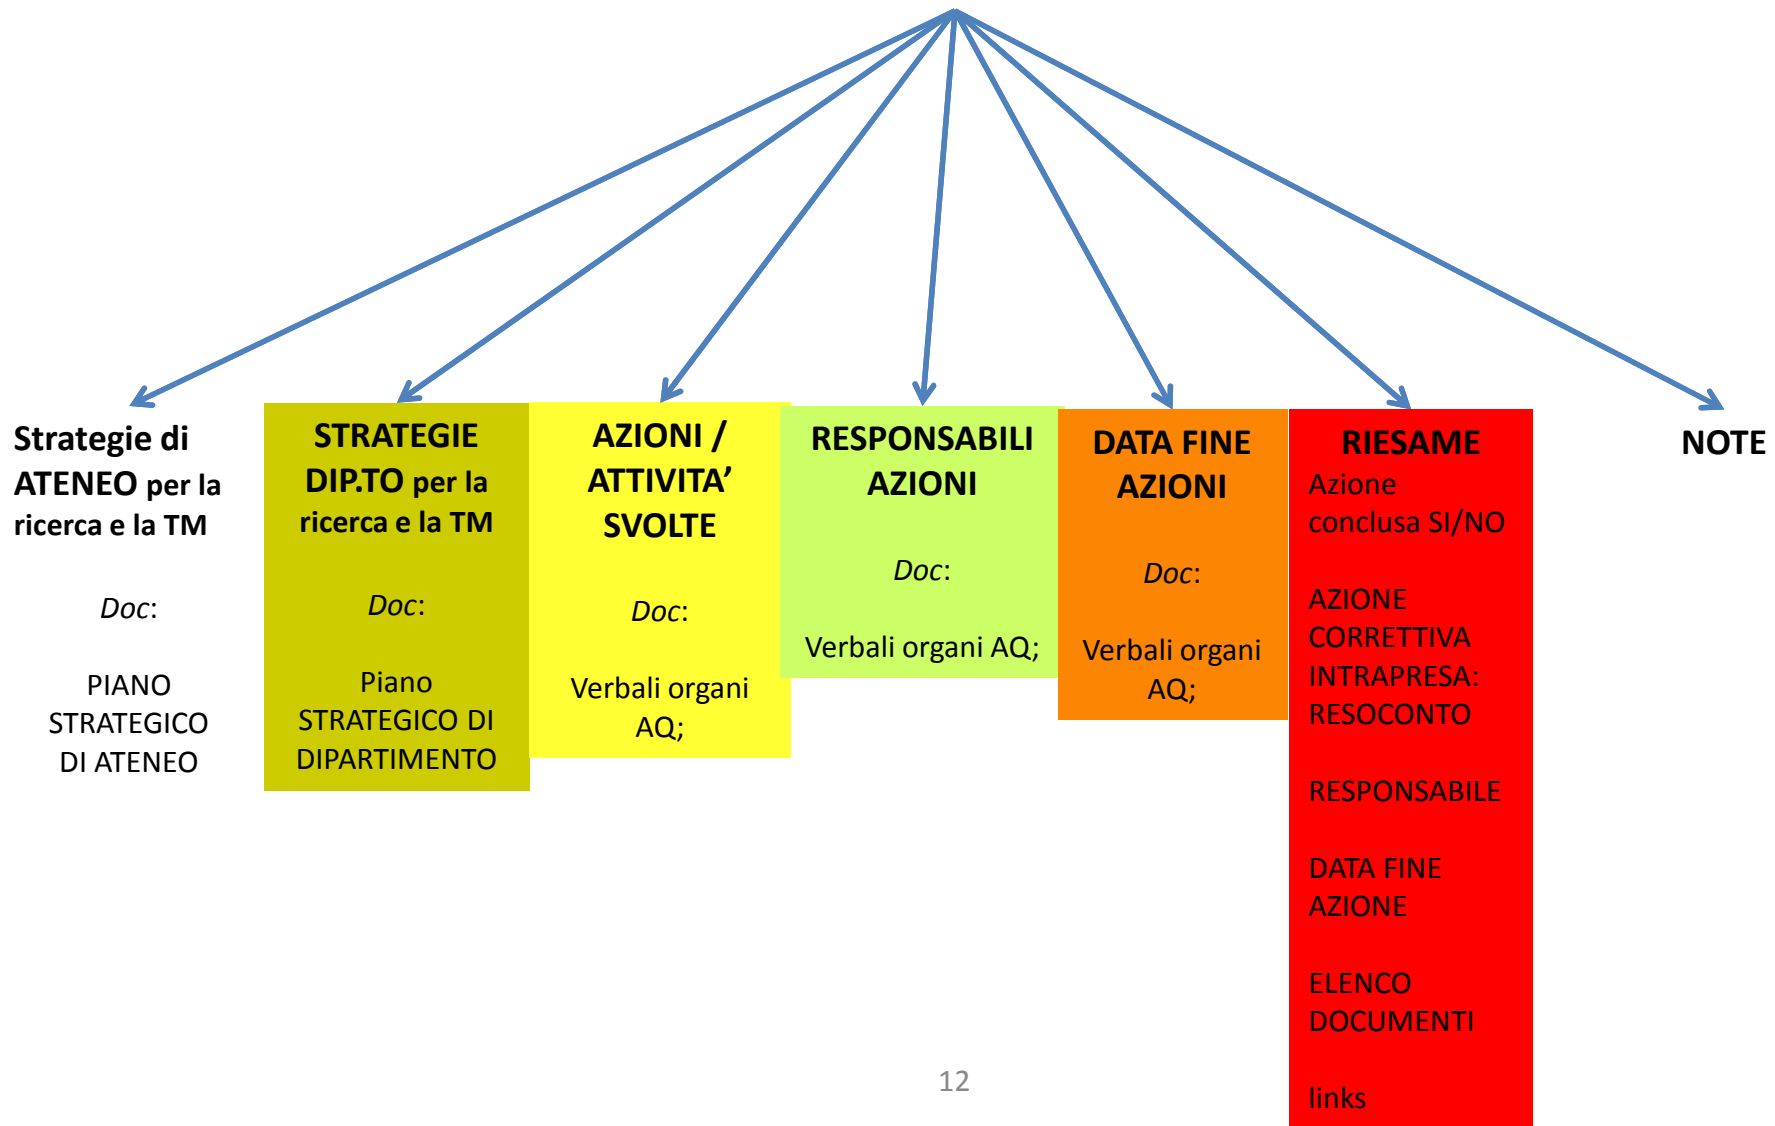 Strategie di
ATENEO per la
ricerca e la TM
Doc:
PIANO
STRATEGICO
DI ATENEO
STRATEGIE
DIP.TO per la
ricerca e la TM
Doc:
Piano
STRATEGICO DI
DIPARTIMENTO
AZIONI /
ATTIVITA’
SVOLTE
Doc:
Verbali organi
AQ;
RESPONSABILI
AZIONI
Doc:
Verbali organi AQ;
DATA FINE
AZIONI
Doc:
Verbali organi
AQ;
RIESAME
Azione
conclusa SI/NO
AZIONE
CORRETTIVA
INTRAPRESA:
RESOCONTO
RESPONSABILE
DATA FINE
AZIONE
ELENCO
DOCUMENTI
links
NOTE
12